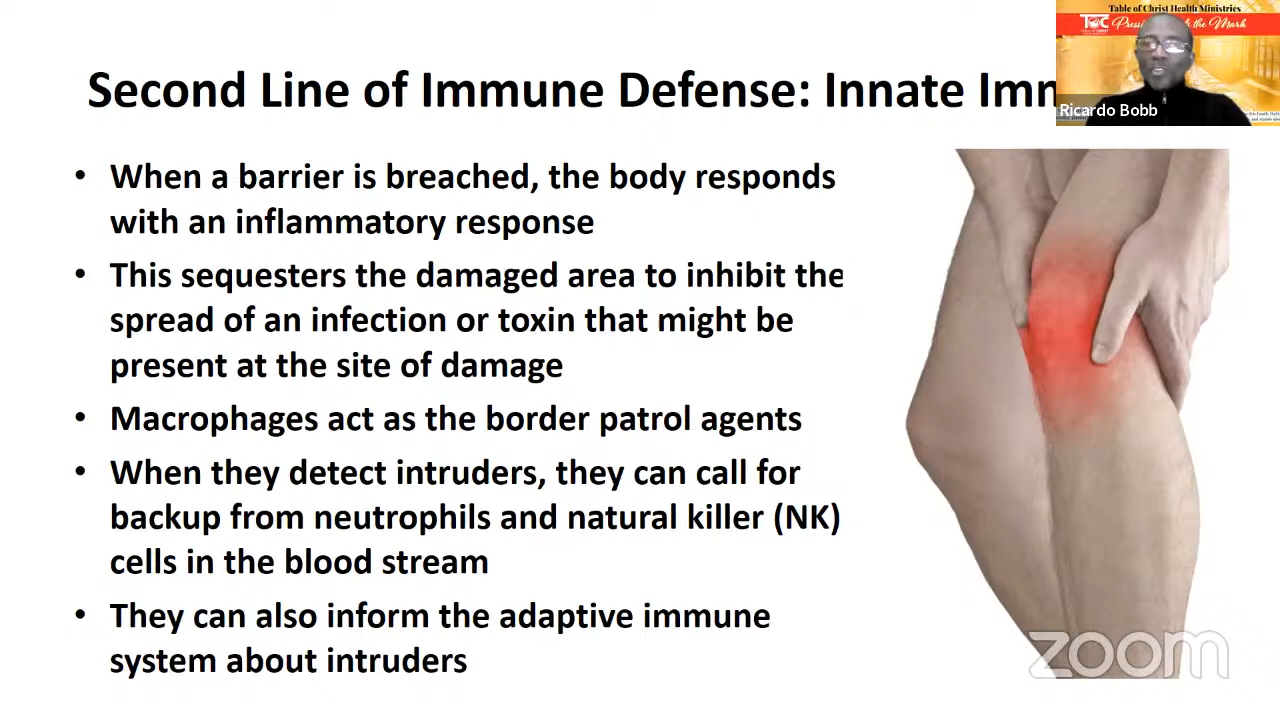 Table of Christ Health Ministries
TOC
the Mark
Ricardo Bobb
Second Line of Immune Defense: Innate Imm
• When a barrier is breached, the body responds
with an inflammatory response
• This sequesters the damaged area to inhibit the
spread of an infection or toxin that might be
present at the site of damage
• Macrophages act as the border patrol agents
• When they detect intruders, they can call for
backup from neutrophils and natural killer (NK)
cells in the blood stream
• They can also inform the adaptive immune
system about intruders
zoom